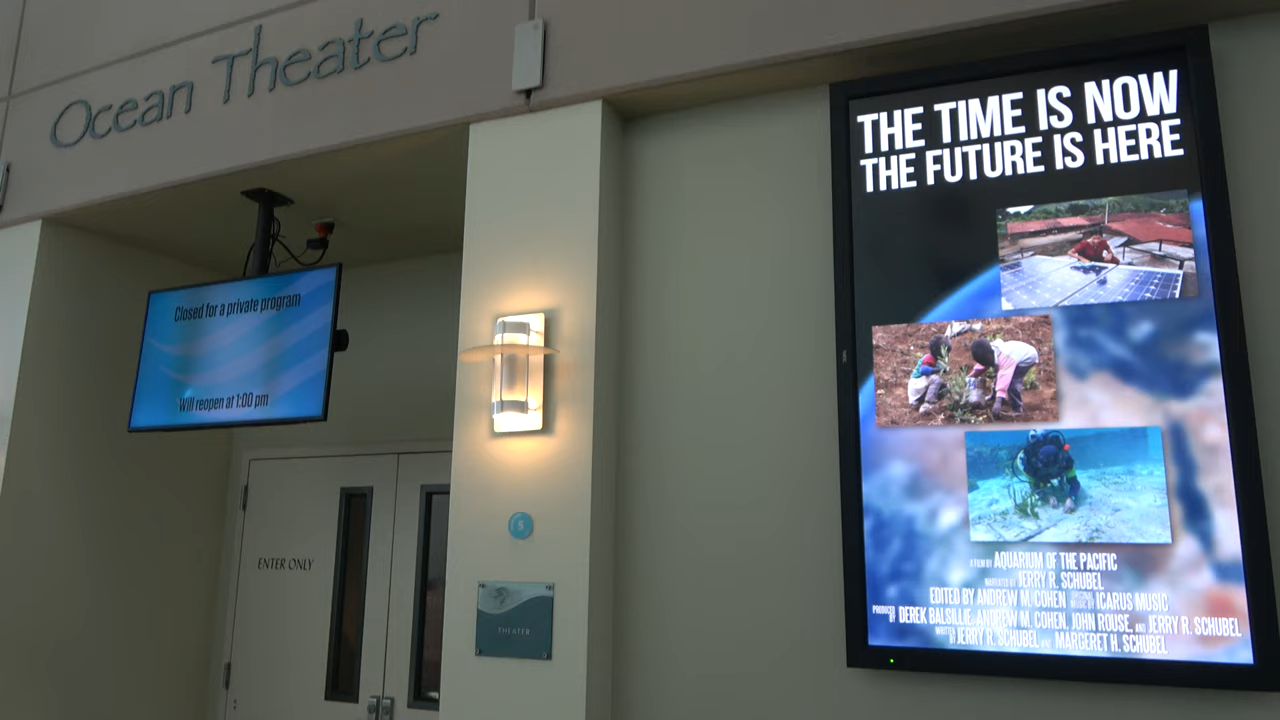 Ocean Theater
Closed for a private program
Will reopen at 1:00 pm
ENTER ONLY
5
THEATER
THE TIME IS NOW
THE FUTURE IS HERE
A FILM BY AQUARIUM OF THE PACIFIC
NARRATED BY JERRY R. SCHUBEL
EDITED BY ANDREW M. COHEN ORIGINAL MUSIC BY ICARUS MUSIC
PRODUCED BY DEREK BALSILLIE, ANDREW M. COHEN, JOHN ROUSE, AND JERRY R. SCHUBEL
WRITTEN BY JERRY R. SCHUBEL AND MARGERET H. SCHUBEL